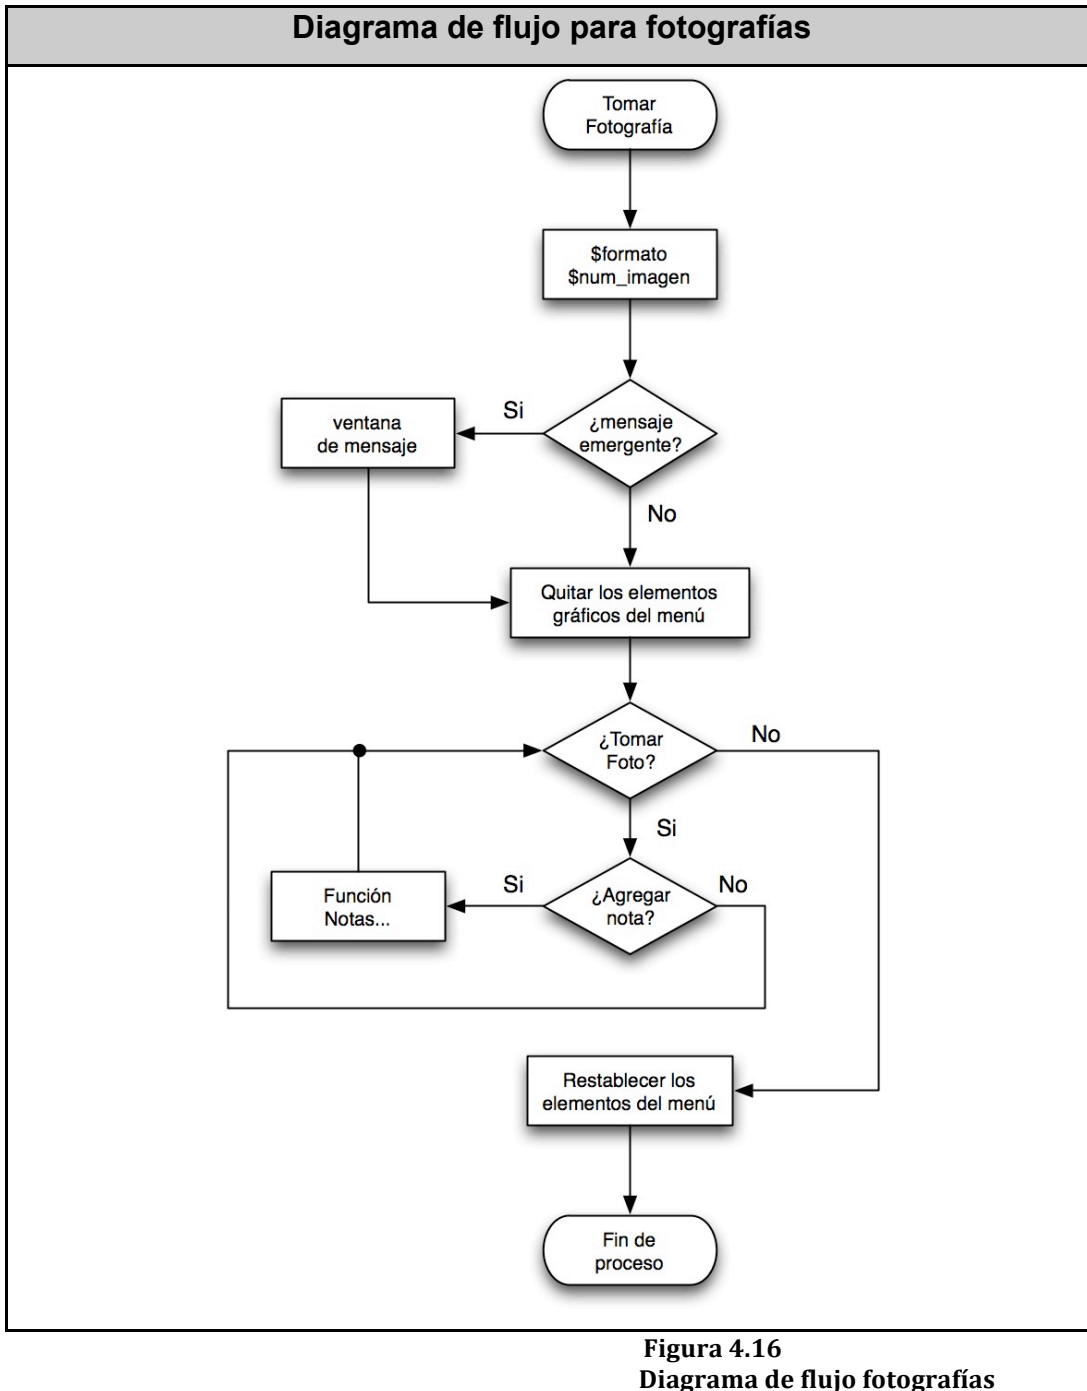 Diagrama de flujo para fotografías
Tomar
Fotografía
$formato
$num_imagen
¿mensaje
emergente?
Si
ventana
de mensaje
No
Quitar los elementos
gráficos del menú
¿Tomar
Foto?
No
Si
¿Agregar
nota?
Si
No
Función
Notas...
Restablecer los
elementos del menú
Fin de
proceso
Figura 4.16
Diagrama de flujo fotografías